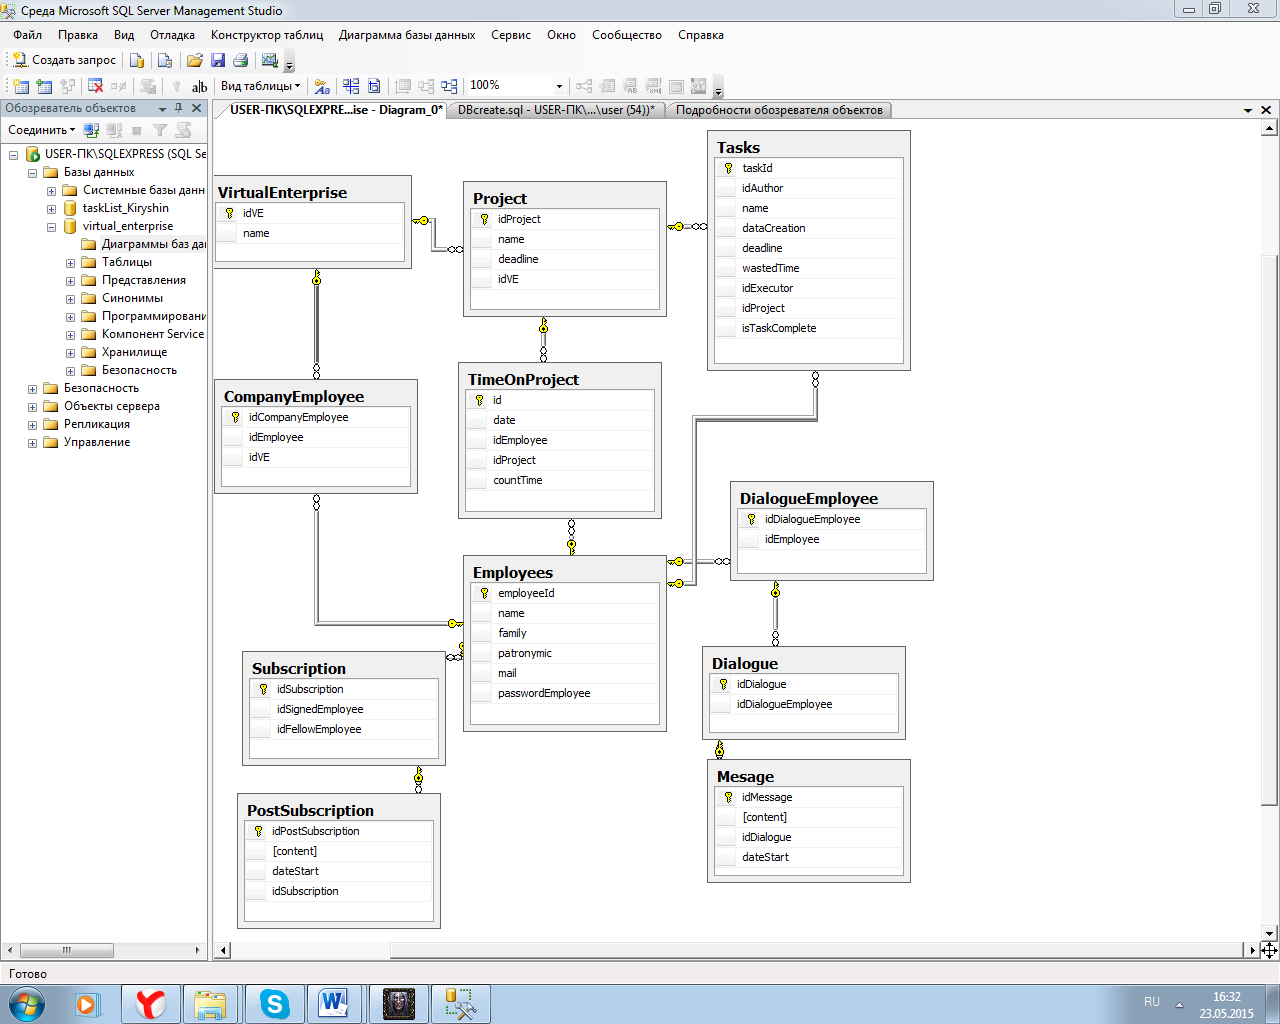 Среда Microsoft SQL Server Management Studio
Файл Правка Вид Отладка Конструктор таблиц Диаграмма базы данных Сервис Окно Сообщество Справка
Создать запрос
ab Вид таблицы 100%
Обозреватель объектов
USER-ПК\SQLEXPRE...ise - Diagram_0* DBcreate.sql - USER-ПК\...\user (54))* Подробности обозревателя объектов
Соединить
USER-ПК\SQLEXPRESS (SQL Se
Базы данных
Системные базы данн
taskList_Kiryshin
virtual_enterprise
Диаграммы баз да
Таблицы
Представления
Синонимы
Программировани
Компонент Service
Хранилище
Безопасность
Безопасность
Объекты сервера
Репликация
Управление
VirtualEnterprise
idVE
name
Project
idProject
name
deadline
idVE
Tasks
taskId
idAuthor
name
dataCreation
deadline
wastedTime
idExecutor
idProject
isTaskComplete
CompanyEmployee
idCompanyEmployee
idEmployee
idVE
TimeOnProject
id
date
idEmployee
idProject
countTime
DialogueEmployee
idDialogueEmployee
idEmployee
Employees
employeeId
name
family
patronymic
mail
passwordEmployee
Subscription
idSubscription
idSignedEmployee
idFellowEmployee
Dialogue
idDialogue
idDialogueEmployee
PostSubscription
idPostSubscription
[content]
dateStart
idSubscription
Mesage
idMessage
[content]
idDialogue
dateStart
Готово
RU
16:32
23.05.2015